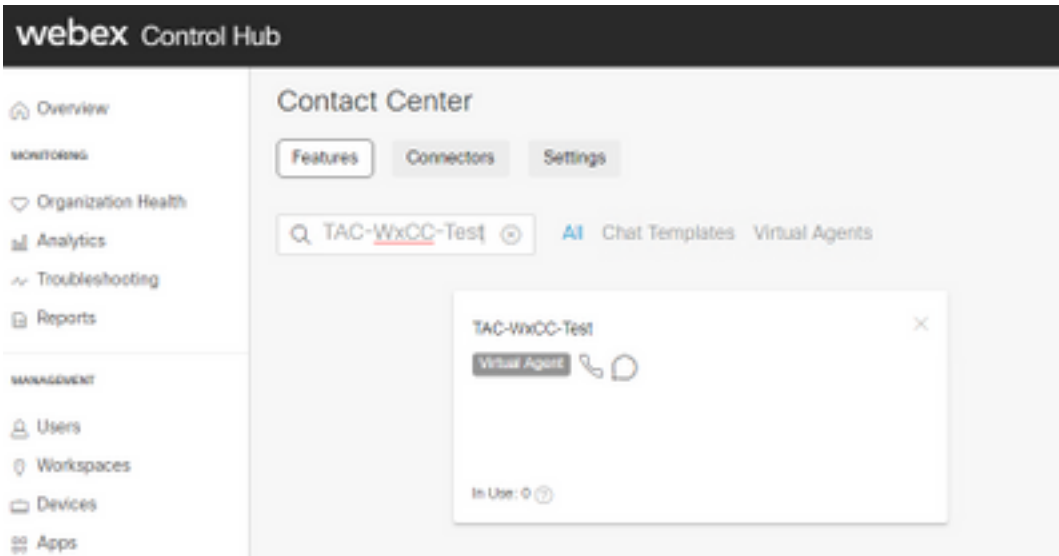 webex Control Hub
Overview
MONITORING
Organization Health
Analytics
Troubleshooting
Reports
MANAGEMENT
Users
Workspaces
Devices
Apps
Contact Center
Features Connectors Settings
TAC-WxCC-Test All Chat Templates Virtual Agents
TAC-WxCC-Test
Virtual Agent
In Use: 0